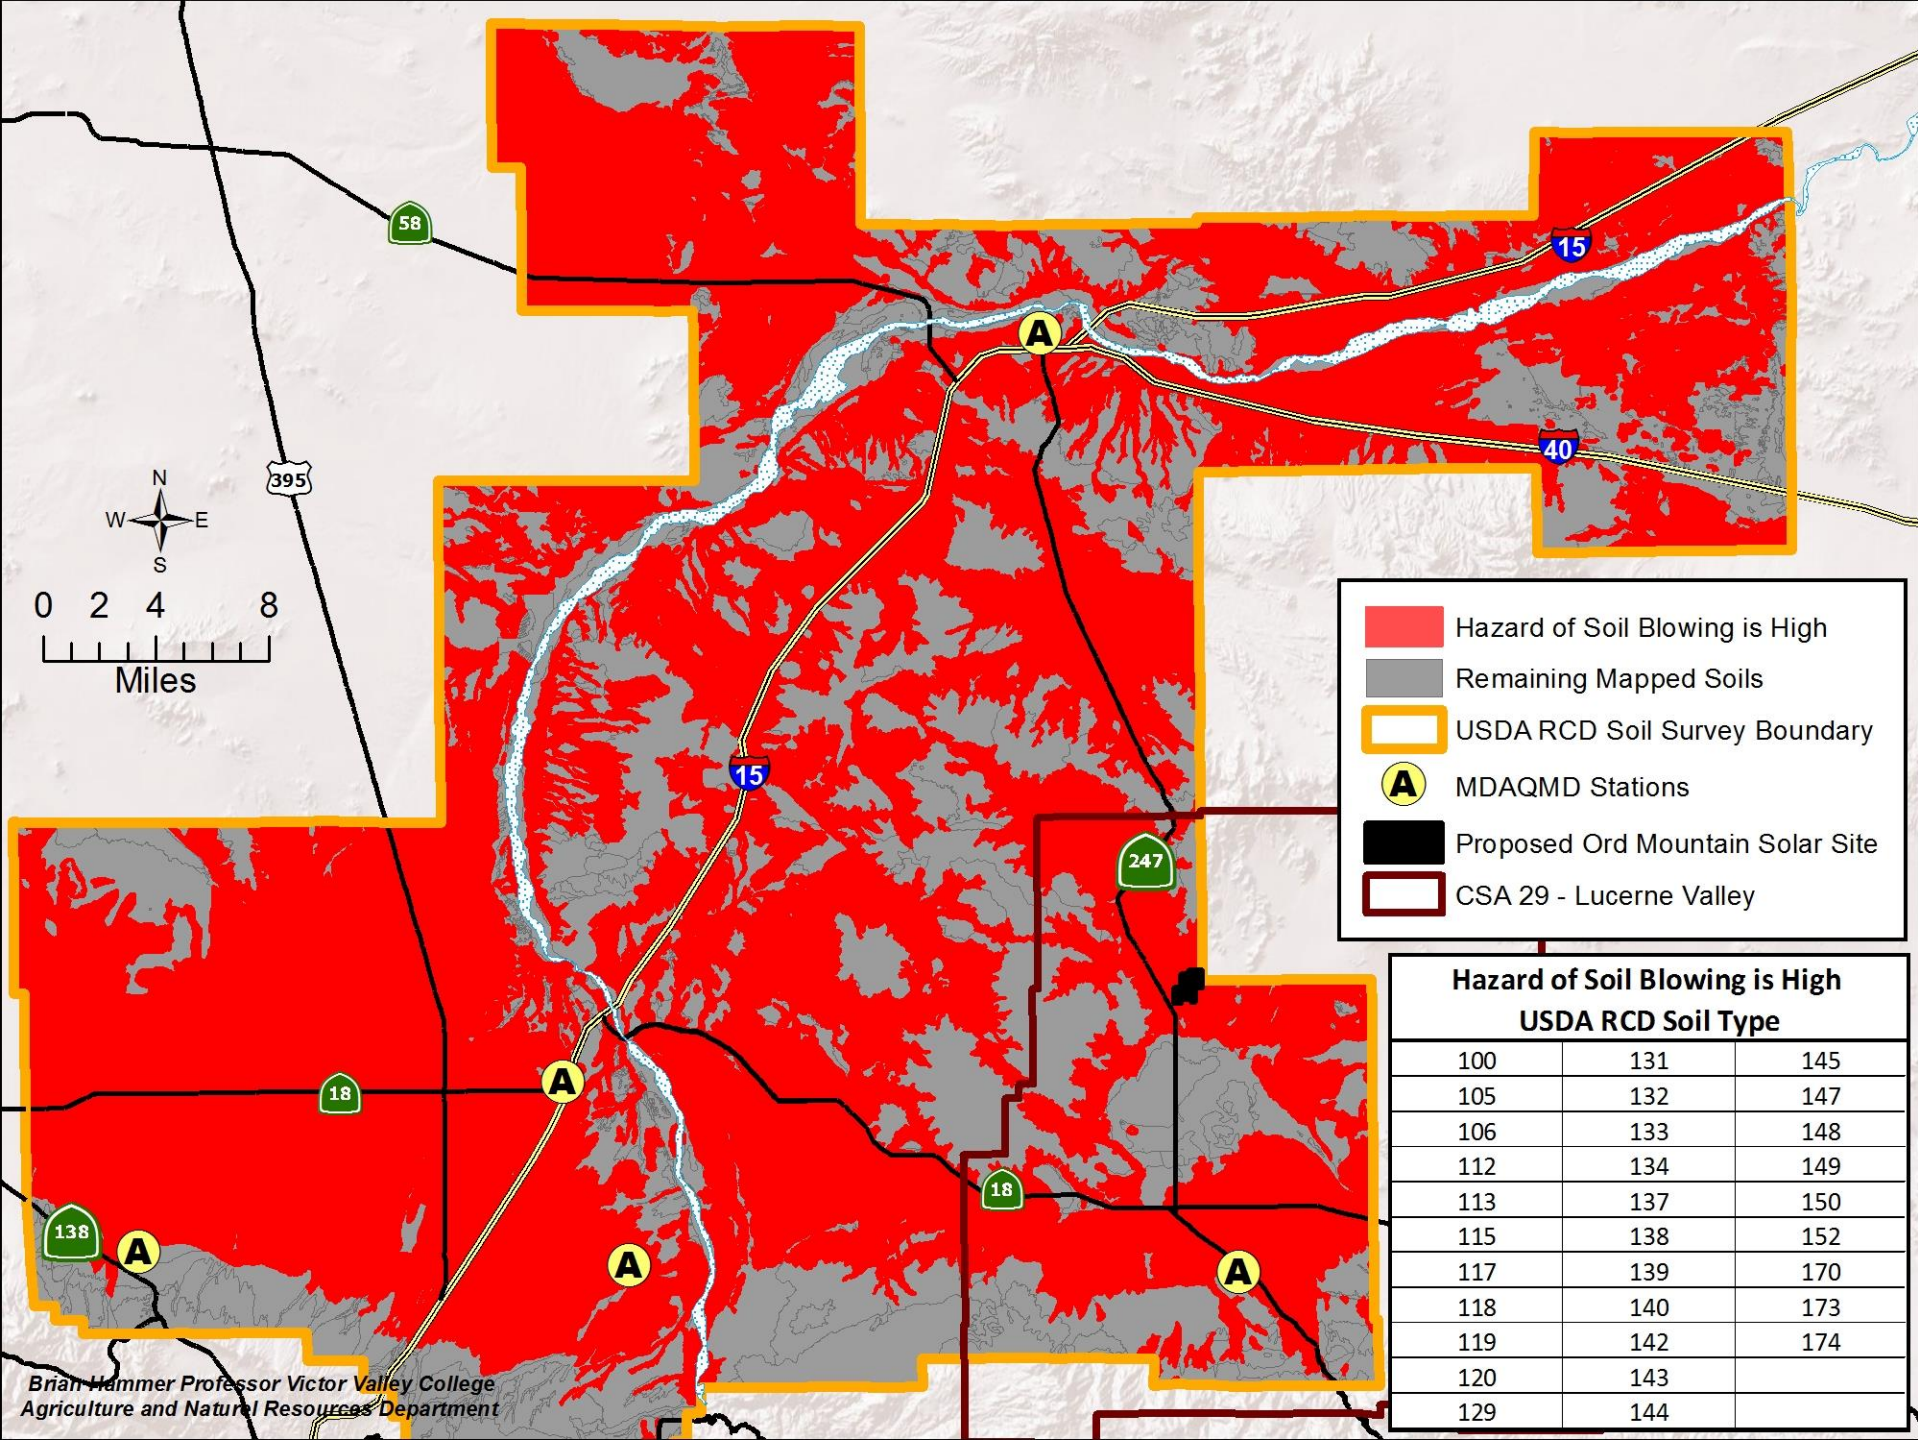 58
15
A
395
40
N
W E
S
0 2 4 8
Miles
15
247
18
A
18
138
A
A
A
Hazard of Soil Blowing is High
Remaining Mapped Soils
USDA RCD Soil Survey Boundary
A MDAQMD Stations
Proposed Ord Mountain Solar Site
CSA 29 - Lucerne Valley
Hazard of Soil Blowing is High
USDA RCD Soil Type
100 131 145
105 132 147
106 133 148
112 134 149
113 137 150
115 138 152
117 139 170
118 140 173
119 142 174
120 143
129 144
Brian Hammer Professor Victor Valley College
Agriculture and Naturel Resources Department